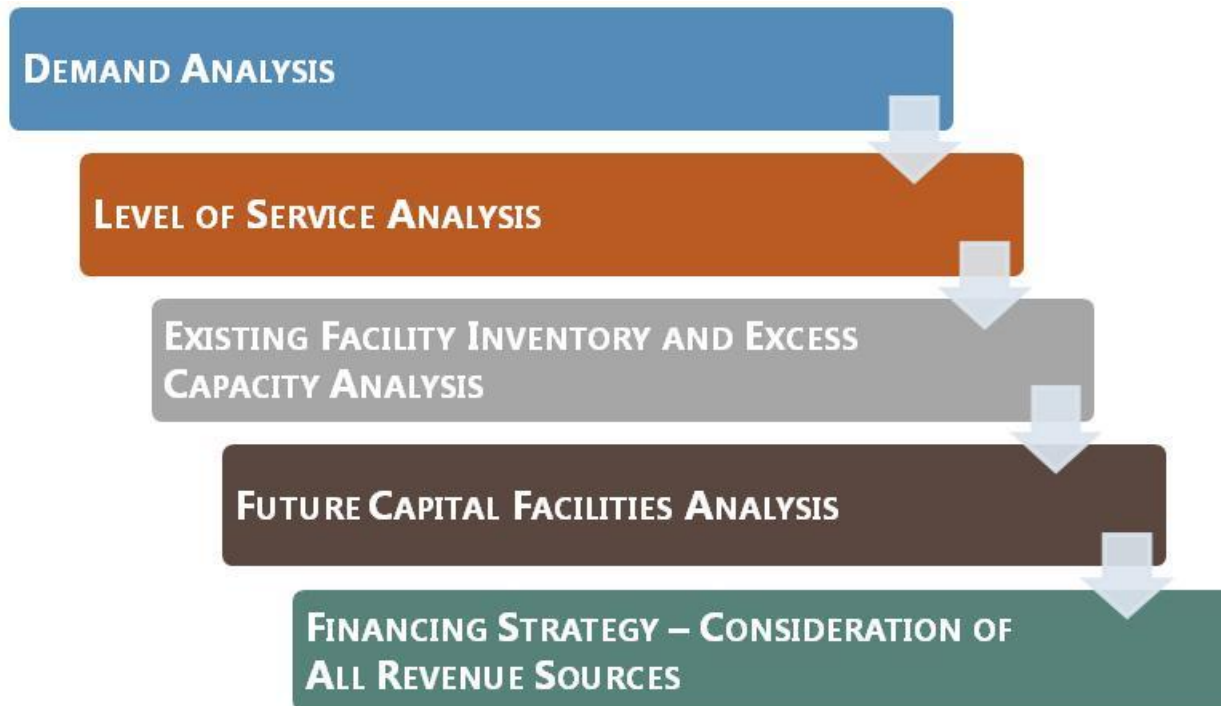 DEMAND ANALYSIS
LEVEL OF SERVICE ANALYSIS
EXISTING FACILITY INVENTORY AND EXCESS
CAPACITY ANALYSIS
FUTURE CAPITAL FACILITIES ANALYSIS
FINANCING STRATEGY – CONSIDERATION OF
ALL REVENUE SOURCES